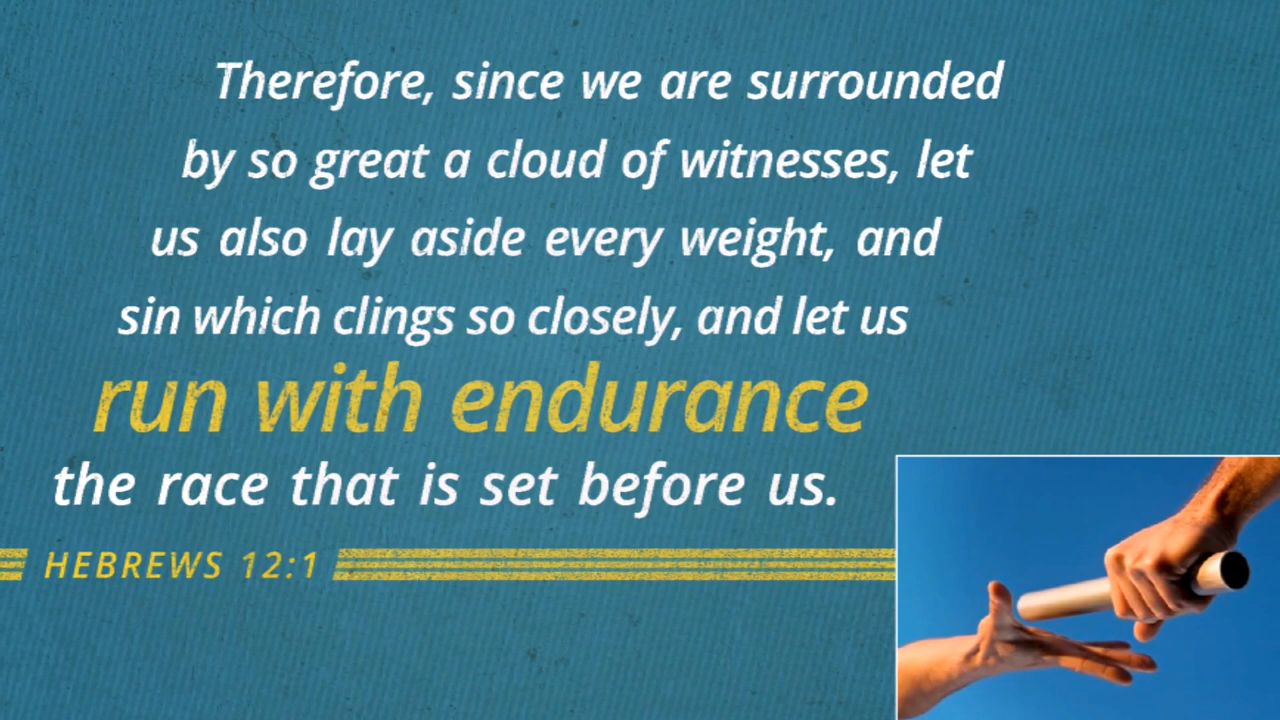 Therefore, since we are surrounded
by so great a cloud of witnesses, let
us also lay aside every weight, and
sin which clings so closely, and let us
run with endurance
the race that is set before us.
HEBREWS 12:1